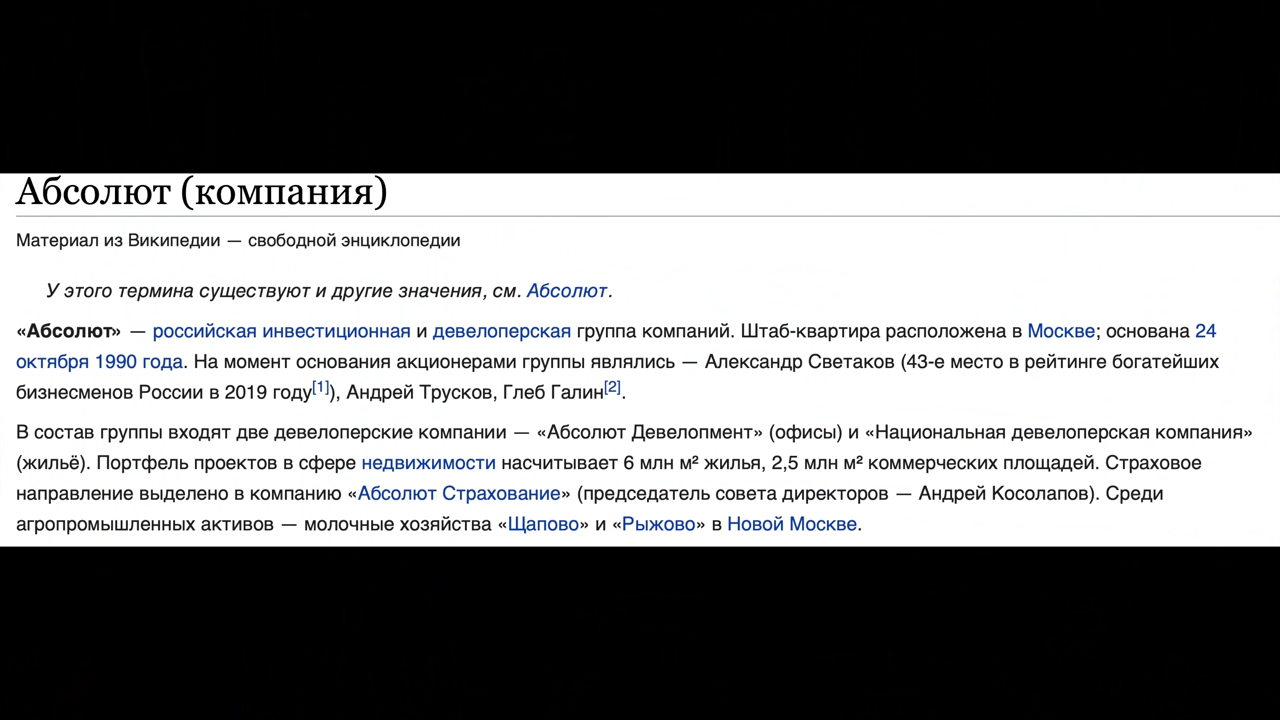 Абсолют (компания)
Материал из Википедии — свободной энциклопедии
У этого термина существуют и другие значения, см. Абсолют.
«Абсолют» — российская инвестиционная и девелоперская группа компаний. Штаб-квартира расположена в Москве; основана 24
октября 1990 года. На момент основания акционерами группы являлись — Александр Светаков (43-е место в рейтинге богатейших
бизнесменов России в 2019 году[1]), Андрей Трусков, Глеб Галин[2].
В состав группы входят две девелоперские компании — «Абсолют Девелопмент» (офисы) и «Национальная девелоперская компания»
(жильё). Портфель проектов в сфере недвижимости насчитывает 6 млн м² жилья, 2,5 млн м² коммерческих площадей. Страховое
направление выделено в компанию «Абсолют Страхование» (председатель совета директоров — Андрей Косолапов). Среди
агропромышленных активов — молочные хозяйства «Щапово» и «Рыжово» в Новой Москве.